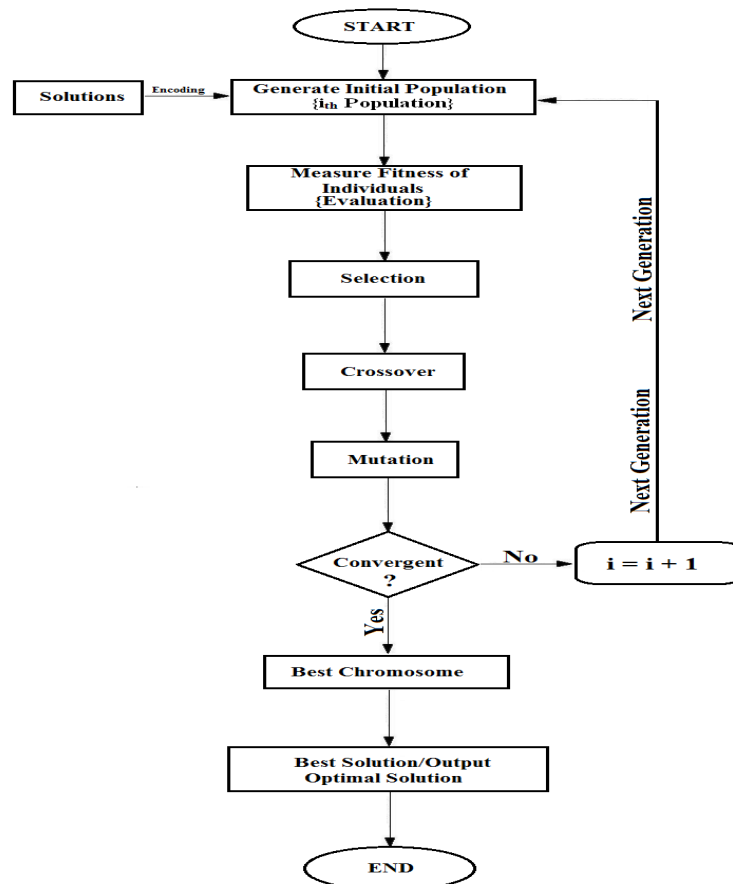 START
Solutions
Encoding
Generate Initial Population
{ith Population}
Measure Fitness of
Individuals
{Evaluation}
Selection
Crossover
Mutation
Convergent
?
No
i = i + 1
Next Generation
Next Generation
Yes
Best Chromosome
Best Solution/Output
Optimal Solution
END